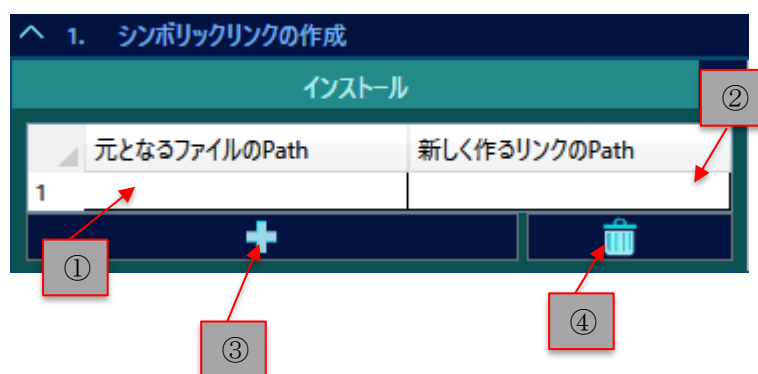 1. シンボリックリンクの作成
インストール
②
元となるファイルのPath 新しく作るリンクのPath
1
①
③
④